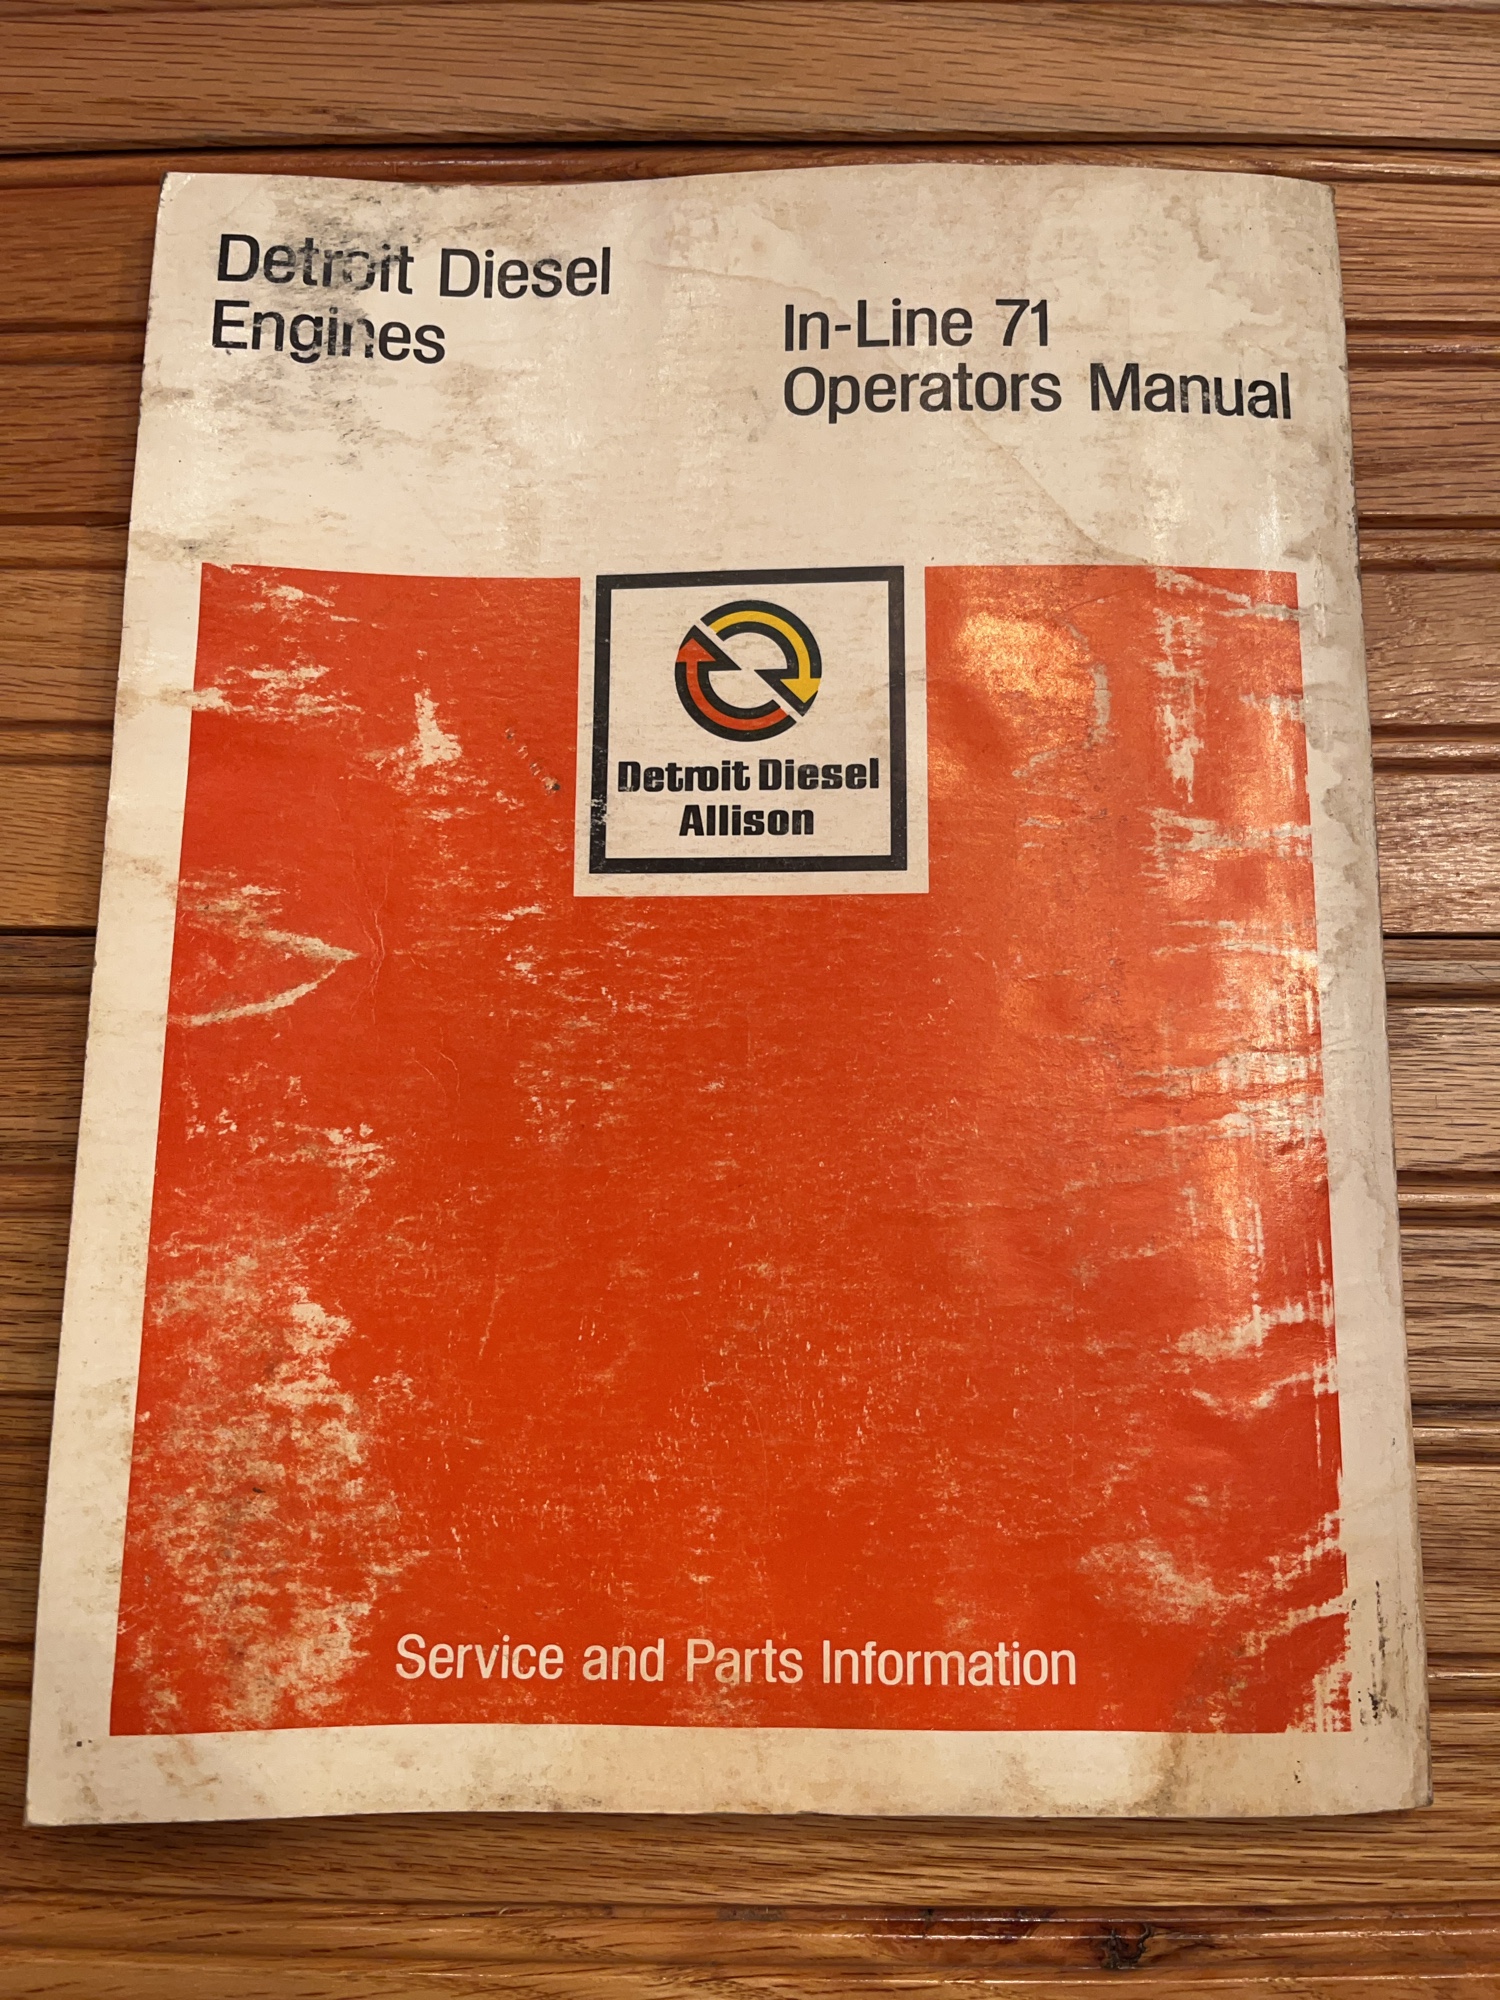 Detroit Diesel
Engines
In-Line 71
Operators Manual
Detroit Diesel
Allison
Service and Parts Information